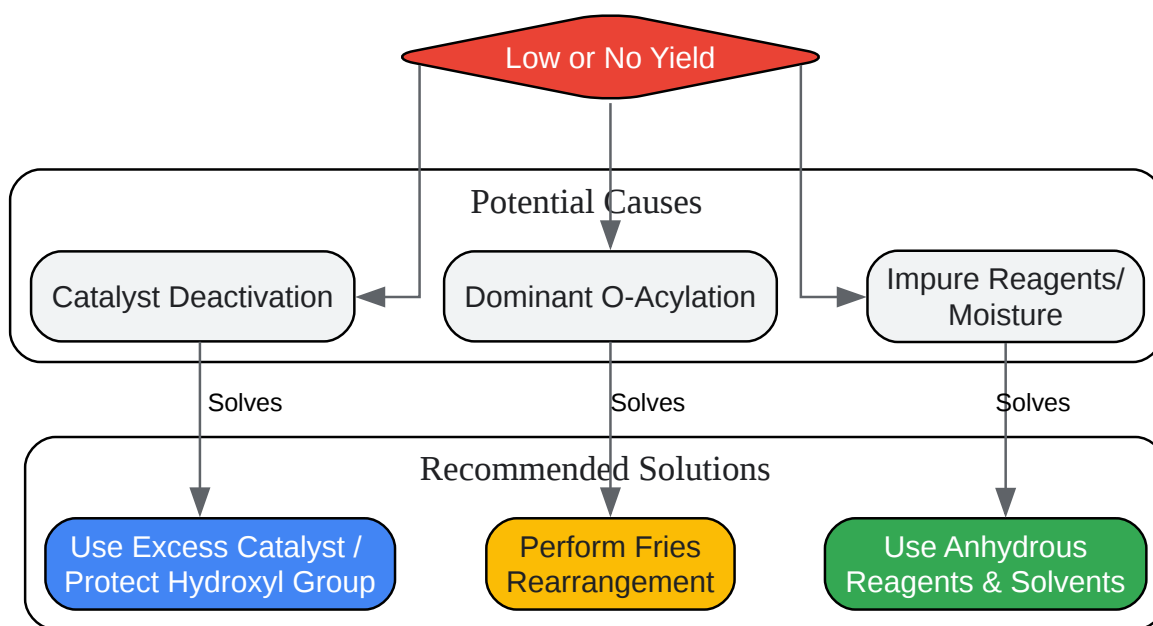 Low or No Yield
Potential Causes
Catalyst Deactivation
Dominant O-Acylation
Impure Reagents/
Moisture
Solves
Solves
Solves
Recommended Solutions
Use Excess Catalyst /
Protect Hydroxyl Group
Perform Fries
Rearrangement
Use Anhydrous
Reagents & Solvents